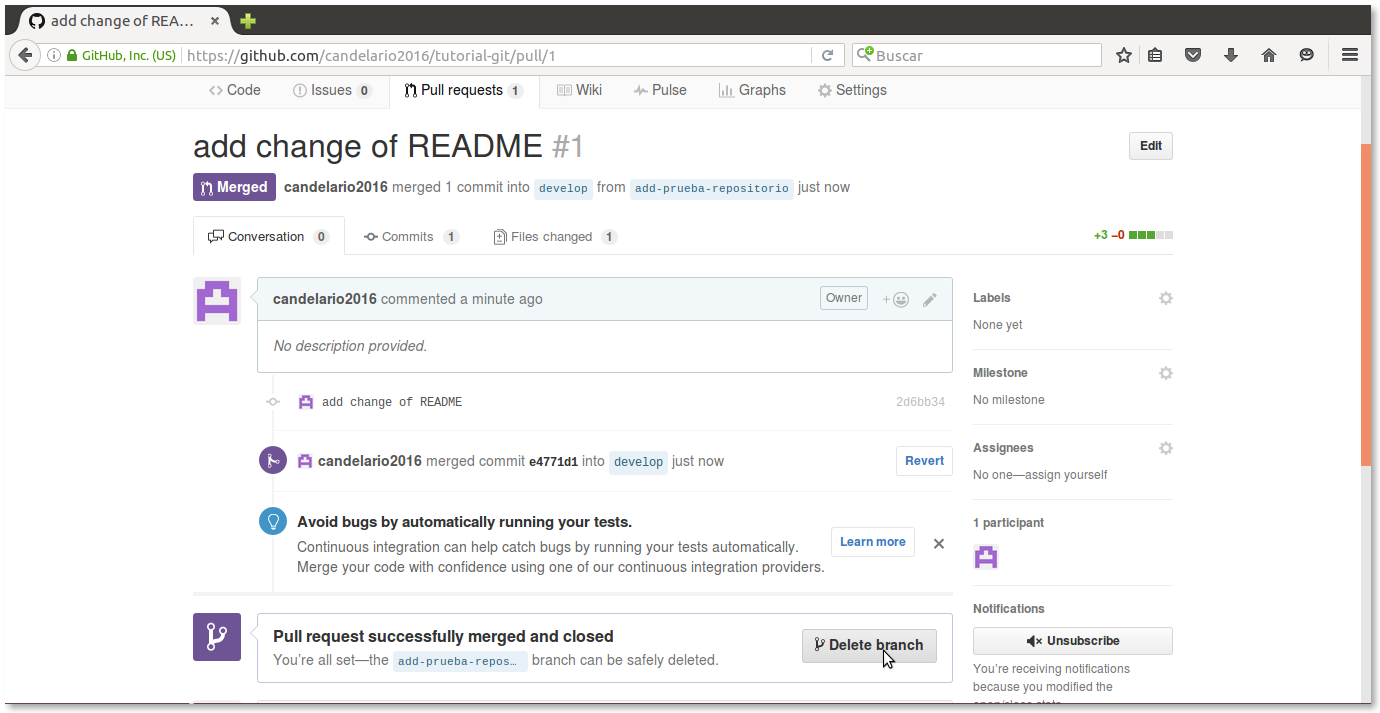 add change of REA...
GitHub, Inc. (US) https://github.com/candelario2016/tutorial-git/pull/1 Buscar
Code Issues 0 Pull requests 1 Wiki Pulse Graphs Settings
add change of README #1 Edit
Merged candelario2016 merged 1 commit into develop from add-prueba-repositorio just now
Conversation 0 Commits 1 Files changed 1 +3 −0
candelario2016 commented a minute ago Owner
No description provided.
add change of README 2d6bb34
candelario2016 merged commit e4771d1 into develop just now Revert
Avoid bugs by automatically running your tests.
Continuous integration can help catch bugs by running your tests automatically.
Merge your code with confidence using one of our continuous integration providers.
Learn more
Pull request successfully merged and closed
You're all set—the add-prueba-repos... branch can be safely deleted.
Delete branch
Labels
None yet
Milestone
No milestone
Assignees
No one—assign yourself
1 participant
Notifications
Unsubscribe
You're receiving notifications
because you modified the